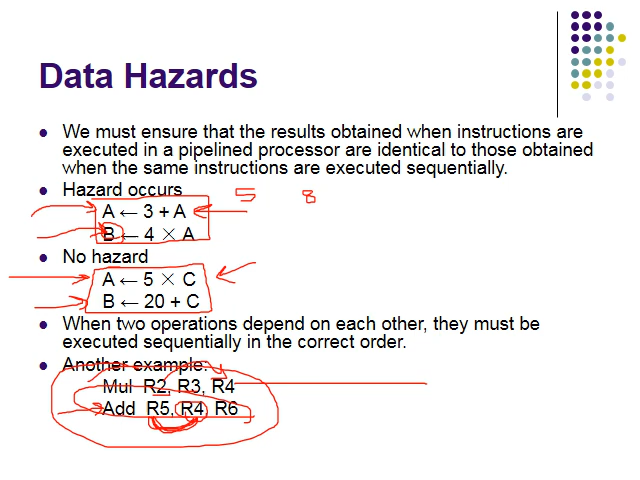 Data Hazards
We must ensure that the results obtained when instructions are
executed in a pipelined processor are identical to those obtained
when the same instructions are executed sequentially.
Hazard occurs 5 8
A ← 3 + A
B ← 4 × A
No hazard
A ← 5 × C
B ← 20 + C
When two operations depend on each other, they must be
executed sequentially in the correct order.
Another example:
Mul R2, R3, R4
Add R5, R4, R6